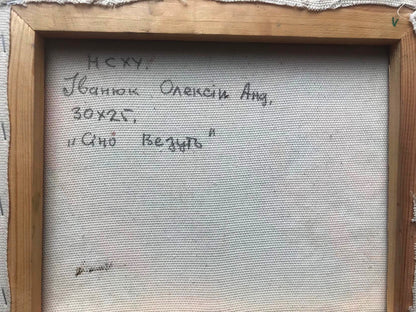 НСХУ.
Іванюк Олексій Анд,
30х25,
„Сіно Везуть"